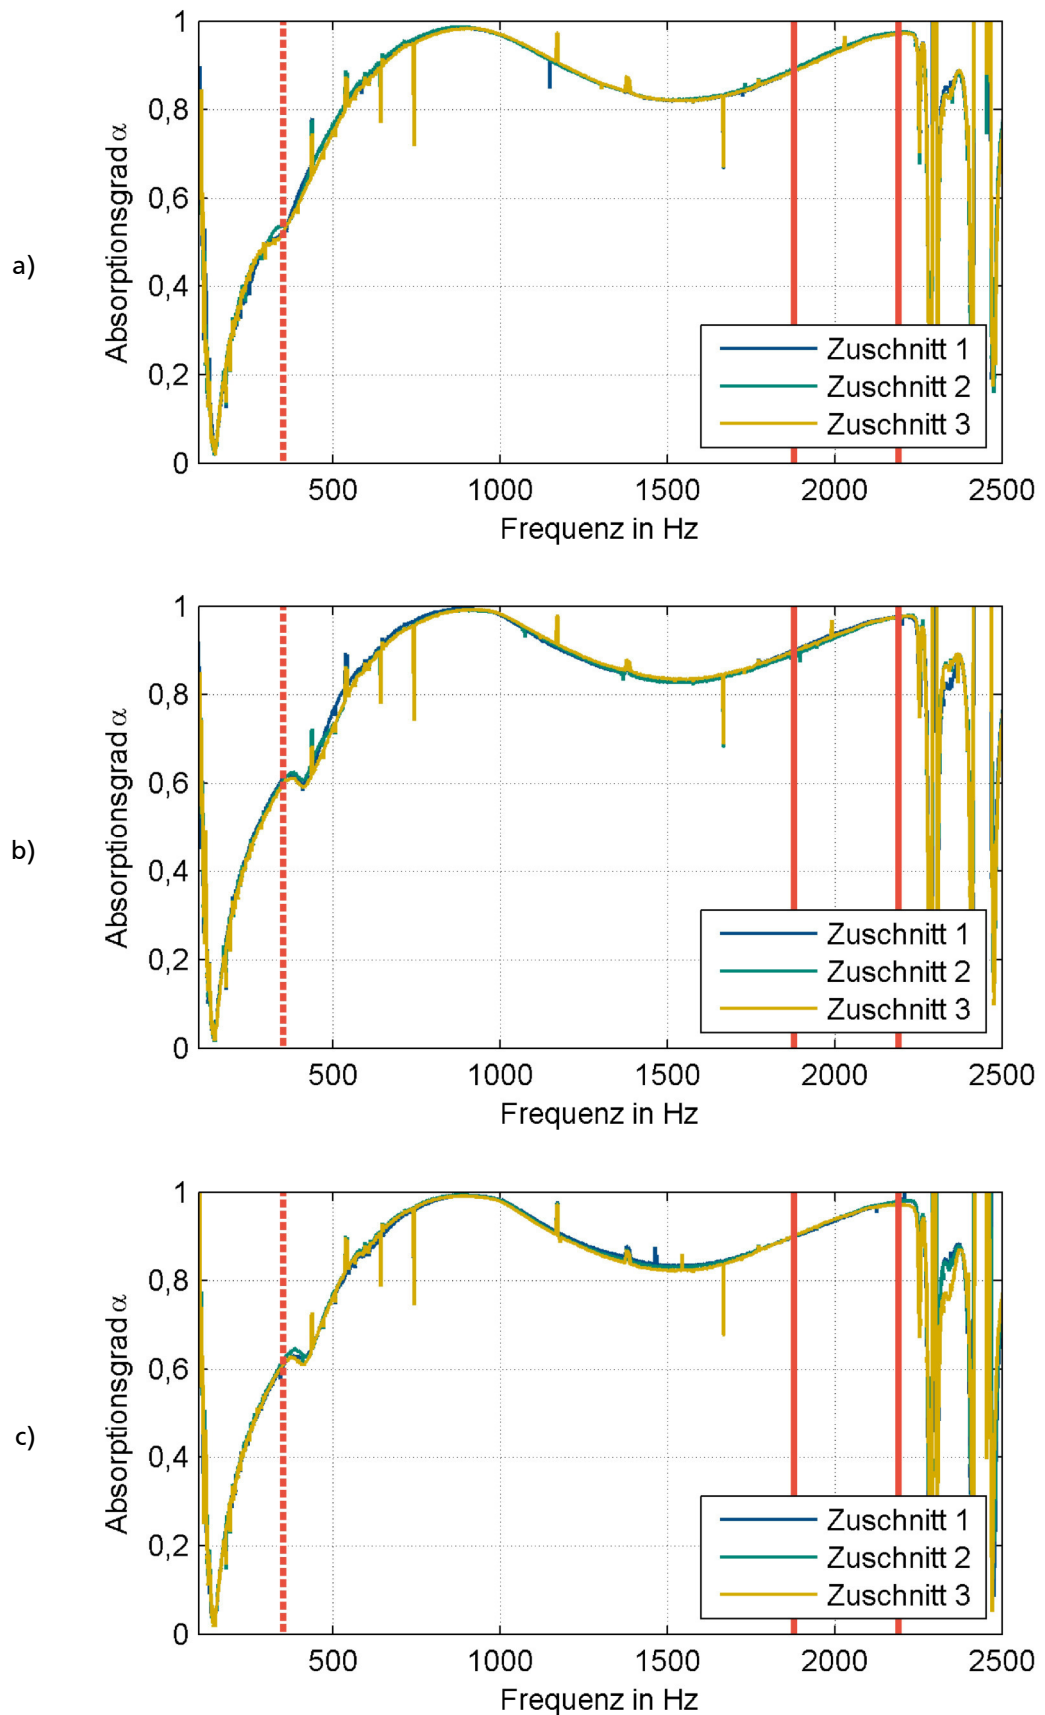 a)
Absorptionsgrad α
1
0,8
0,6
0,4
0,2
0
500
1000
1500
2000
2500
Frequenz in Hz
Zuschnitt 1
Zuschnitt 2
Zuschnitt 3
b)
Absorptionsgrad α
1
0,8
0,6
0,4
0,2
0
500
1000
1500
2000
2500
Frequenz in Hz
Zuschnitt 1
Zuschnitt 2
Zuschnitt 3
c)
Absorptionsgrad α
1
0,8
0,6
0,4
0,2
0
500
1000
1500
2000
2500
Frequenz in Hz
Zuschnitt 1
Zuschnitt 2
Zuschnitt 3